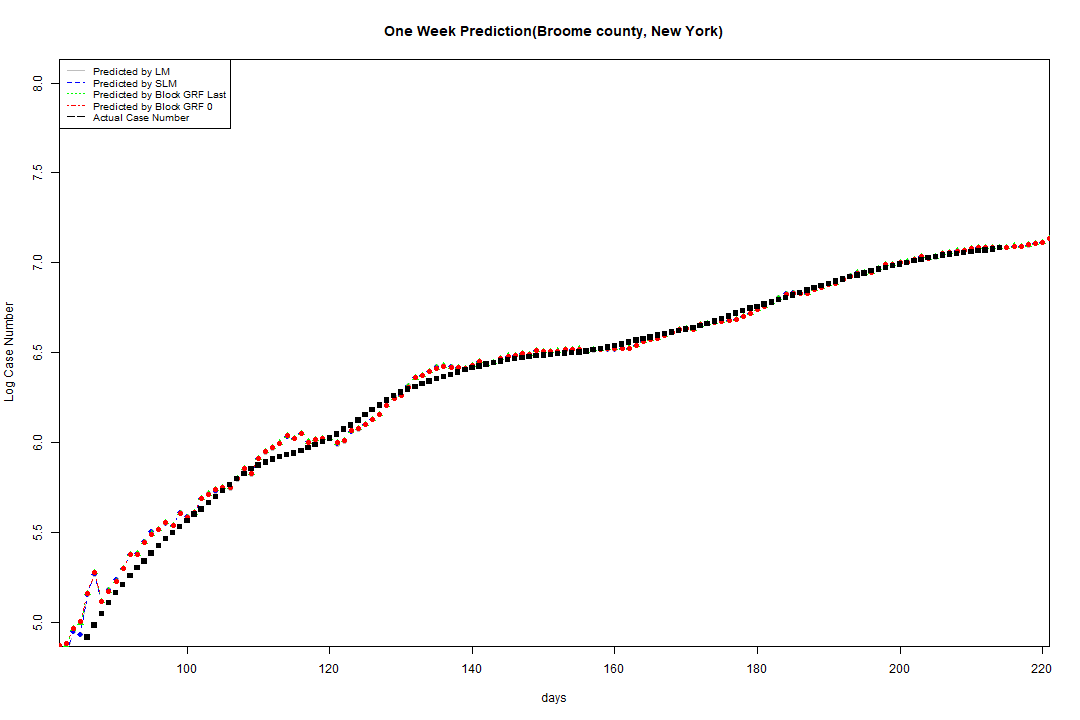 One Week Prediction(Broome county, New York)
Predicted by LM
Predicted by SLM
Predicted by Block GRF Last
Predicted by Block GRF 0
Actual Case Number
8.0
7.5
7.0
6.5
6.0
5.5
5.0
Log Case Number
100 120 140 160 180 200 220
days